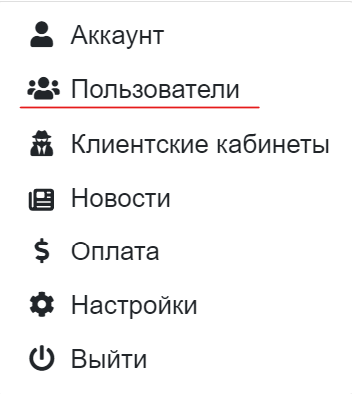 Аккаунт
Пользователи
Клиентские кабинеты
Новости
Оплата
Настройки
Выйти